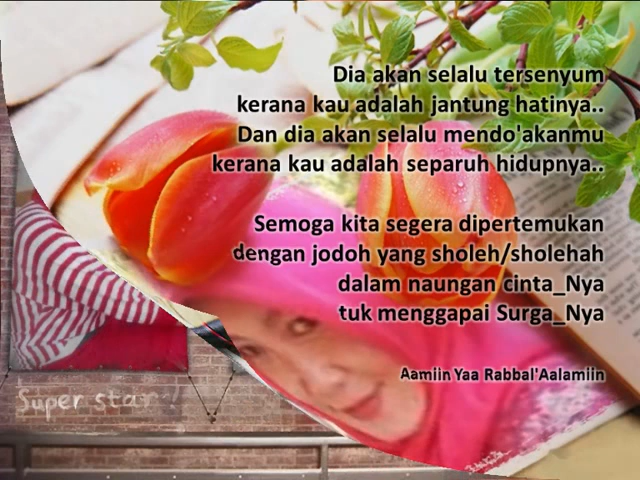 Dia akan selalu tersenyum
kerana kau adalah jantung hatinya..
Dan dia akan selalu mendo'akanmu
kerana kau adalah separuh hidupnya..
Semoga kita segera dipertemukan
dengan jodoh yang sholeh/sholehah
dalam naungan cinta_Nya
tuk menggapai Surga_Nya
Aamiin Yaa Rabbal'Aalamiin
Super star